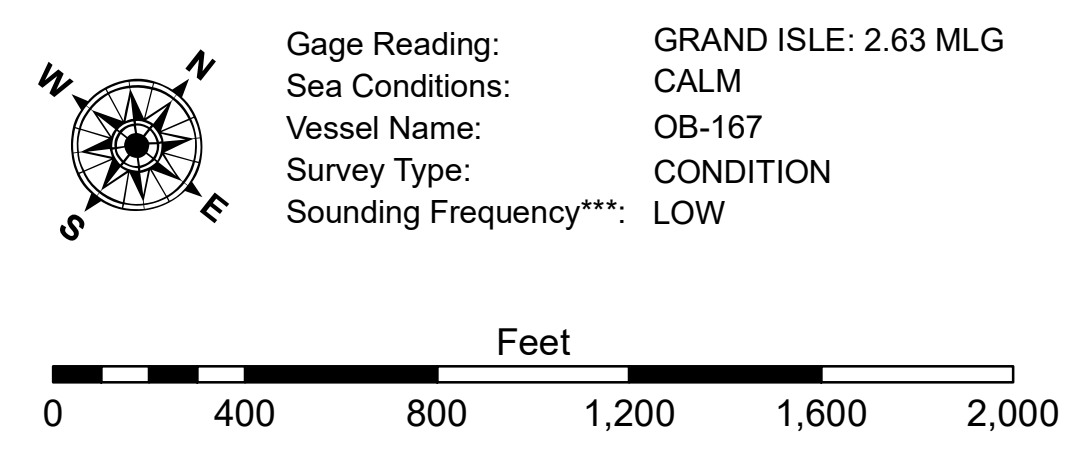 N
W
E
S
Gage Reading: GRAND ISLE: 2.63 MLG
Sea Conditions: CALM
Vessel Name: OB-167
Survey Type: CONDITION
Sounding Frequency***: LOW
Feet
0 400 800 1,200 1,600 2,000